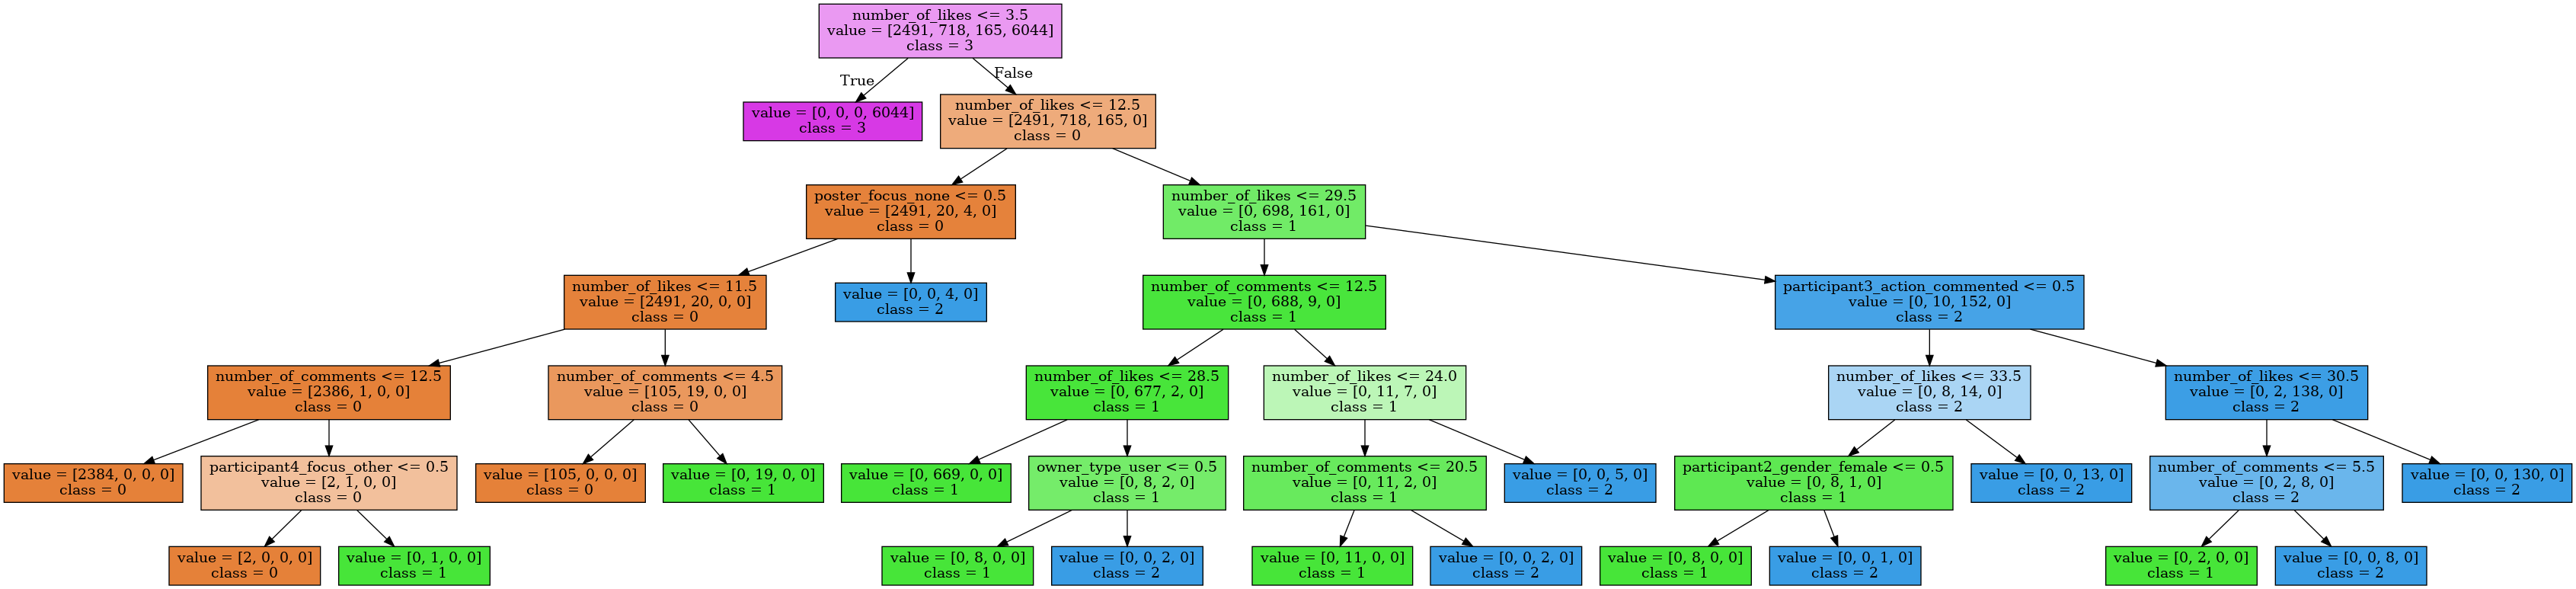 number_of_likes <= 3.5
value = [2491, 718, 165, 6044]
class = 3
True
False
value = [0, 0, 0, 6044]
class = 3
number_of_likes <= 12.5
value = [2491, 718, 165, 0]
class = 0
poster_focus_none <= 0.5
value = [2491, 20, 4, 0]
class = 0
number_of_likes <= 29.5
value = [0, 698, 161, 0]
class = 1
number_of_likes <= 11.5
value = [2491, 20, 0, 0]
class = 0
value = [0, 0, 4, 0]
class = 2
number_of_comments <= 12.5
value = [0, 688, 9, 0]
class = 1
participant3_action_commented <= 0.5
value = [0, 10, 152, 0]
class = 2
number_of_comments <= 12.5
value = [2386, 1, 0, 0]
class = 0
number_of_comments <= 4.5
value = [105, 19, 0, 0]
class = 0
number_of_likes <= 28.5
value = [0, 677, 2, 0]
class = 1
number_of_likes <= 24.0
value = [0, 11, 7, 0]
class = 1
number_of_likes <= 33.5
value = [0, 8, 14, 0]
class = 2
number_of_likes <= 30.5
value = [0, 2, 138, 0]
class = 2
value = [2384, 0, 0, 0]
class = 0
participant4_focus_other <= 0.5
value = [2, 1, 0, 0]
class = 0
value = [105, 0, 0, 0]
class = 0
value = [0, 19, 0, 0]
class = 1
value = [0, 669, 0, 0]
class = 1
owner_type_user <= 0.5
value = [0, 8, 2, 0]
class = 1
number_of_comments <= 20.5
value = [0, 11, 2, 0]
class = 1
value = [0, 0, 5, 0]
class = 2
participant2_gender_female <= 0.5
value = [0, 8, 1, 0]
class = 1
value = [0, 0, 13, 0]
class = 2
number_of_comments <= 5.5
value = [0, 2, 8, 0]
class = 2
value = [0, 0, 130, 0]
class = 2
value = [2, 0, 0, 0]
class = 0
value = [0, 1, 0, 0]
class = 1
value = [0, 8, 0, 0]
class = 1
value = [0, 0, 2, 0]
class = 2
value = [0, 11, 0, 0]
class = 1
value = [0, 0, 2, 0]
class = 2
value = [0, 8, 0, 0]
class = 1
value = [0, 0, 1, 0]
class = 2
value = [0, 2, 0, 0]
class = 1
value = [0, 0, 8, 0]
class = 2